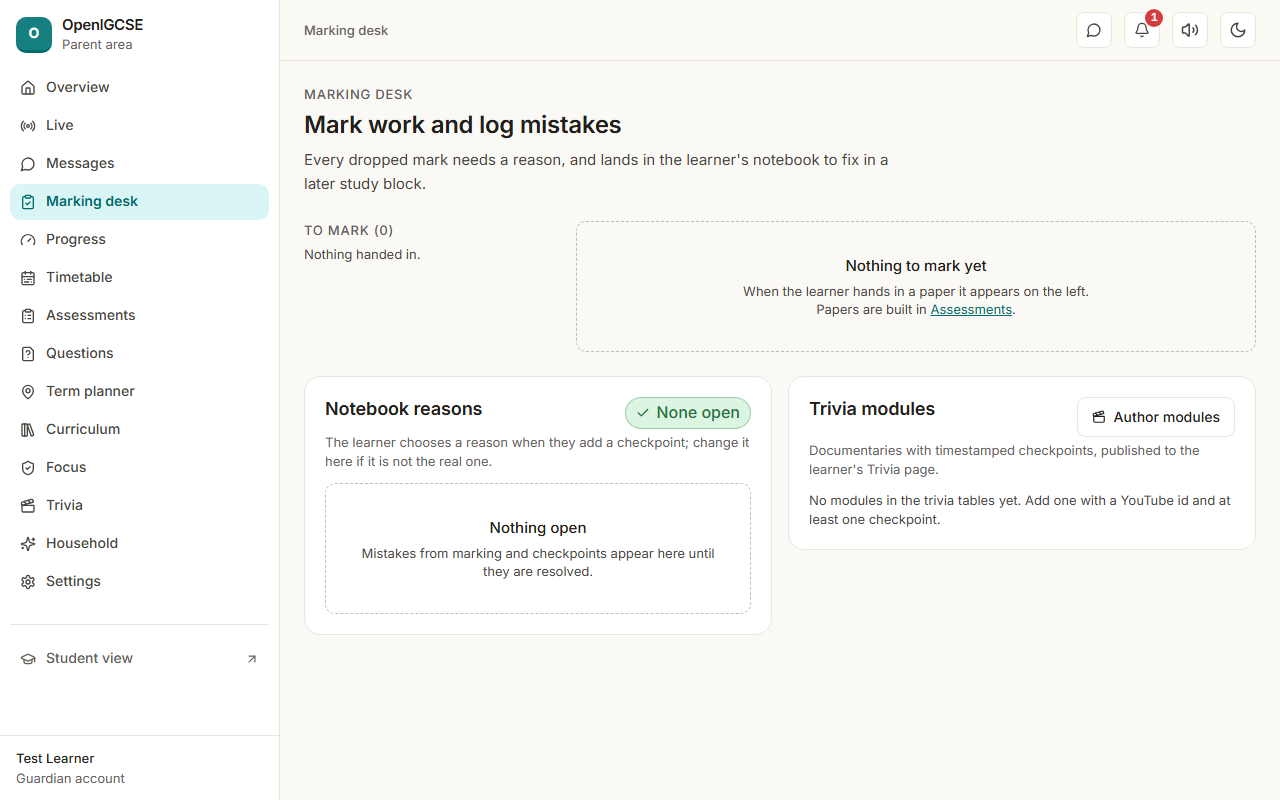 O
OpenIGCSE
Parent area
Overview
Live
Messages
Marking desk
Progress
Timetable
Assessments
Questions
Term planner
Curriculum
Focus
Trivia
Household
Settings
Student view
Test Learner
Guardian account
Marking desk
1
MARKING DESK
Mark work and log mistakes
Every dropped mark needs a reason, and lands in the learner's notebook to fix in a
later study block.
TO MARK (0)
Nothing handed in.
Nothing to mark yet
When the learner hands in a paper it appears on the left.
Papers are built in Assessments.
Notebook reasons
None open
The learner chooses a reason when they add a checkpoint; change it
here if it is not the real one.
Nothing open
Mistakes from marking and checkpoints appear here until
they are resolved.
Trivia modules
Author modules
Documentaries with timestamped checkpoints, published to the
learner's Trivia page.
No modules in the trivia tables yet. Add one with a YouTube id and at
least one checkpoint.